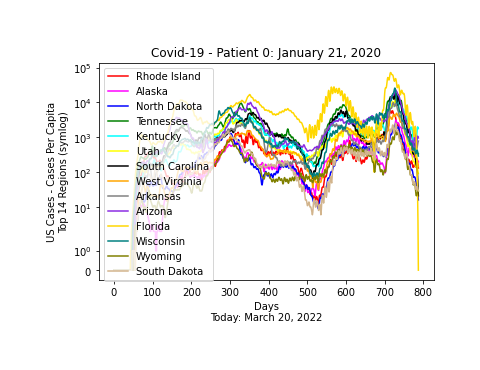 Covid-19 - Patient 0: January 21, 2020
US Cases - Cases Per Capita
Top 14 Regions (symlog)
10^5
10^4
10^3
10^2
10^1
10^0
0
Rhode Island
Alaska
North Dakota
Tennessee
Kentucky
Utah
South Carolina
West Virginia
Arkansas
Arizona
Florida
Wisconsin
Wyoming
South Dakota
0 100 200 300 400 500 600 700 800
Days
Today: March 20, 2022